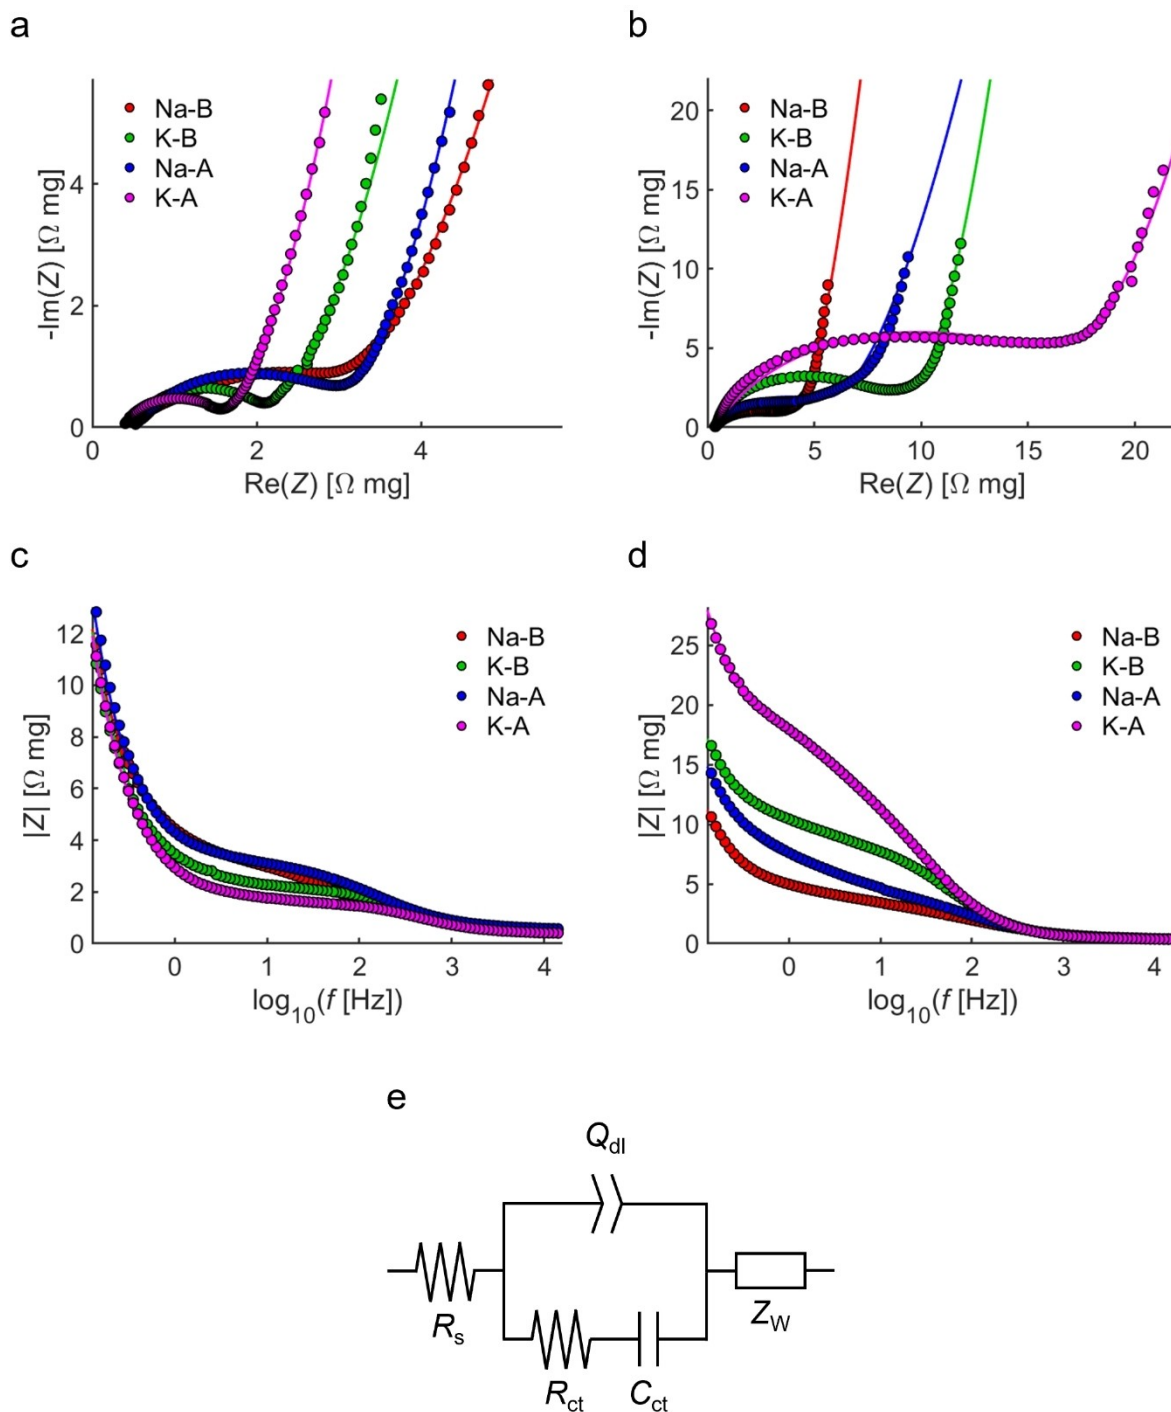 a
Na-B
K-B
Na-A
K-A
4
2
0
-Im(Z) [Ω mg]
0 2 4
Re(Z) [Ω mg]
b
Na-B
K-B
Na-A
K-A
20
15
10
5
0
-Im(Z) [Ω mg]
0 5 10 15 20
Re(Z) [Ω mg]
c
Na-B
K-B
Na-A
K-A
12
10
8
6
4
2
0
|Z| [Ω mg]
0 1 2 3 4
log10(f [Hz])
d
Na-B
K-B
Na-A
K-A
25
20
15
10
5
0
|Z| [Ω mg]
0 1 2 3 4
log10(f [Hz])
e
Qdl
Rs
ZW
Rct
Cct